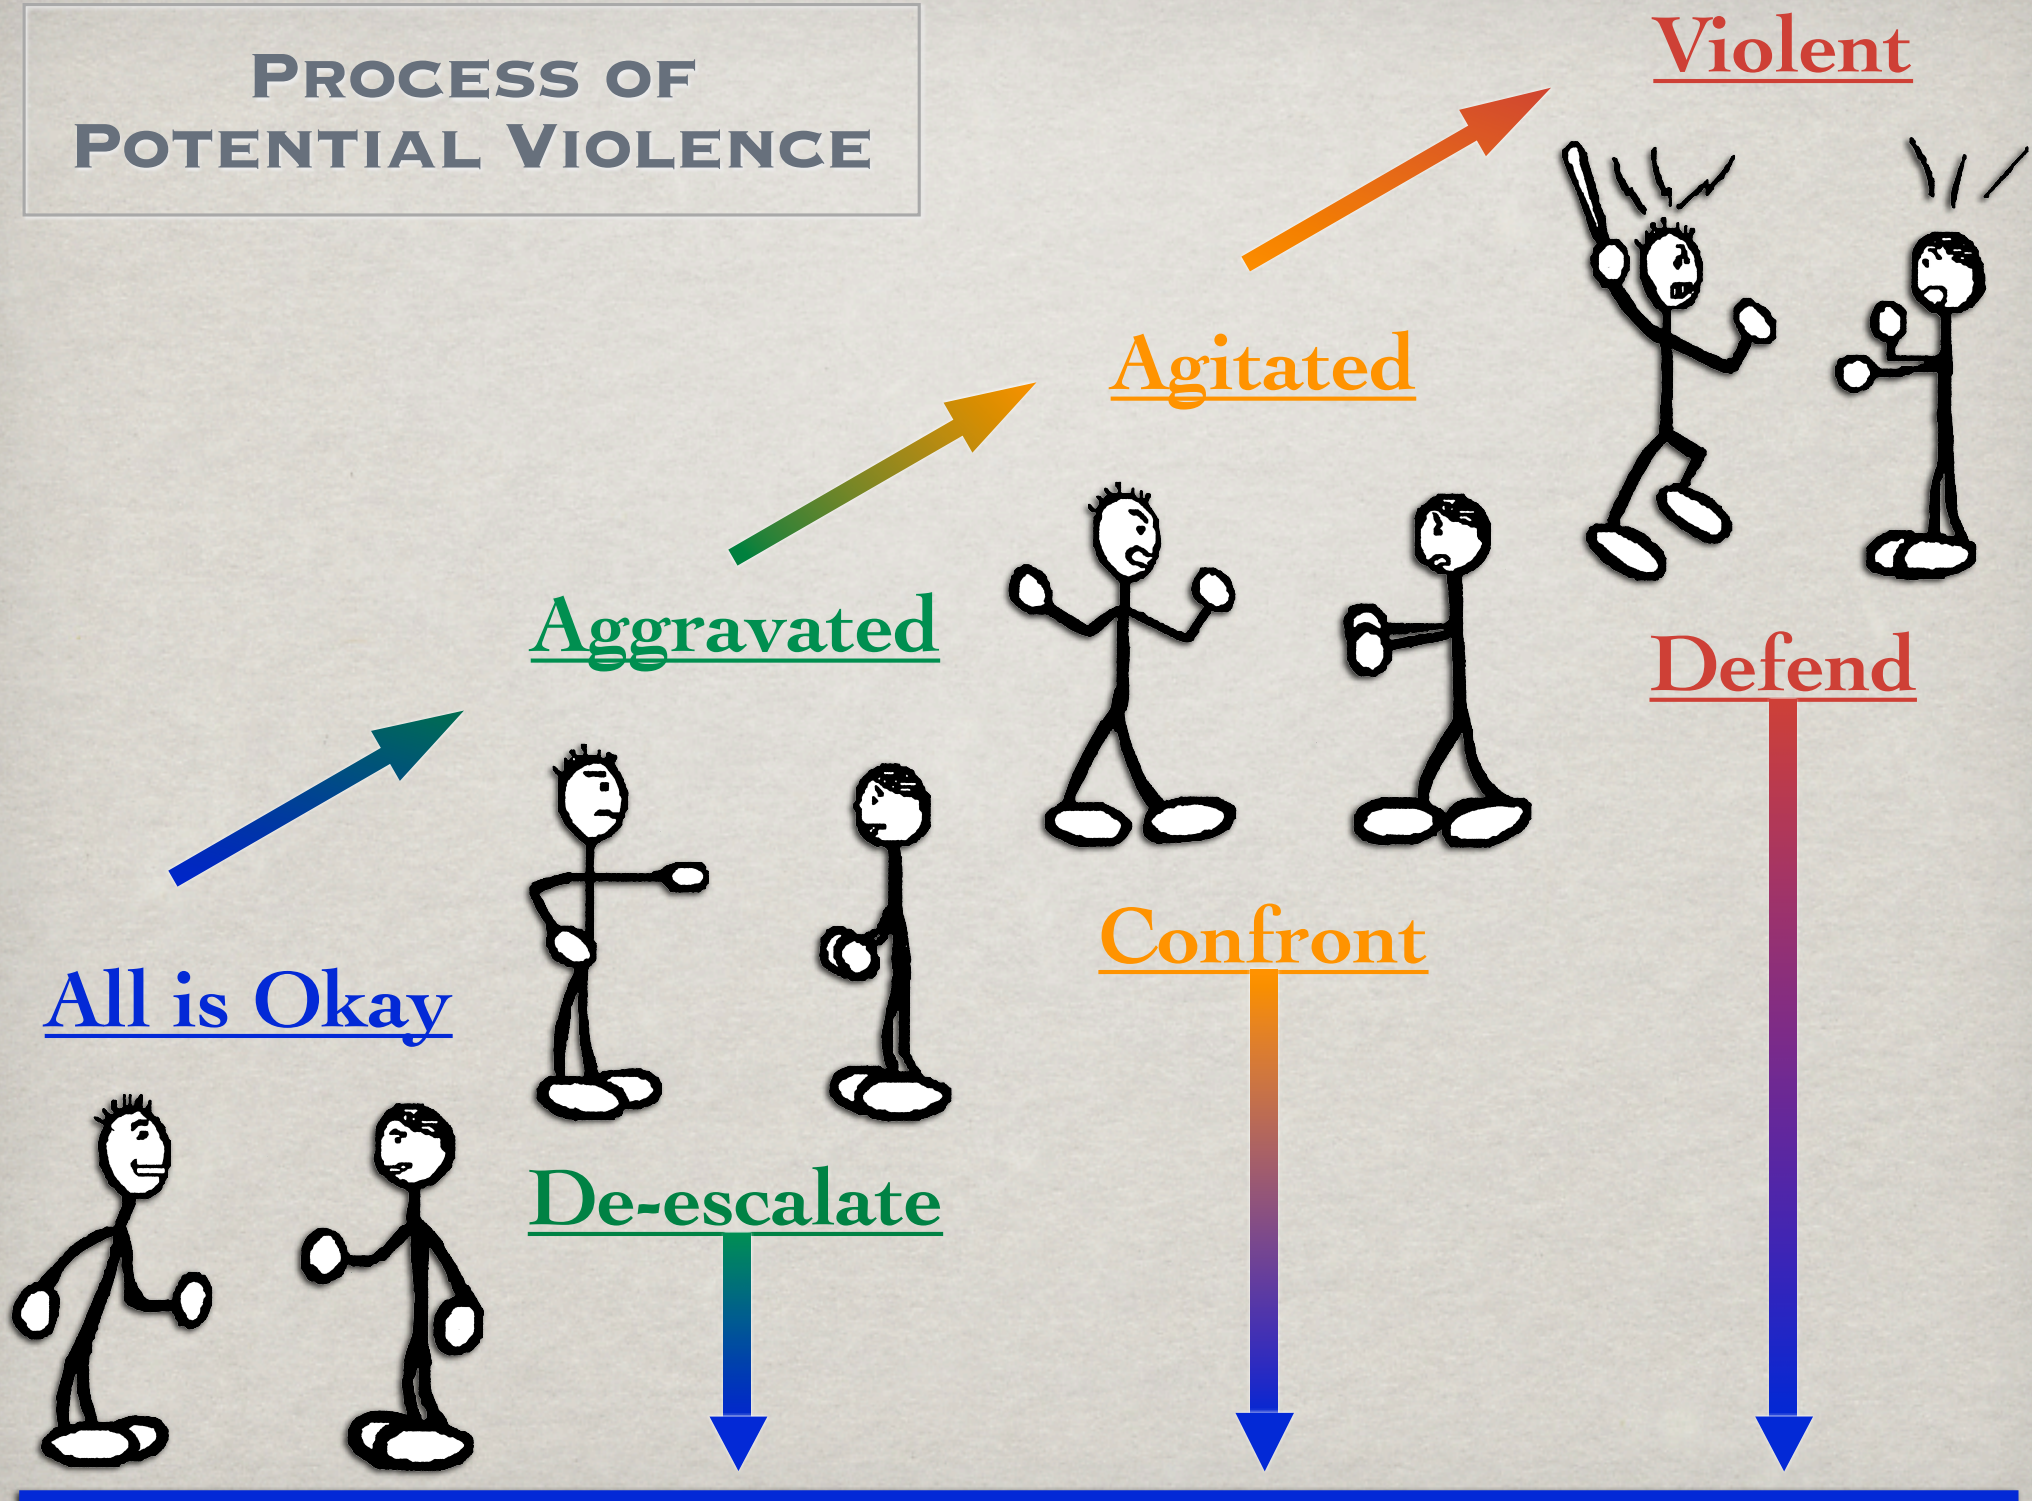 Process of
Potential Violence
Violent
Agitated
Aggravated
Defend
Confront
All is Okay
De-escalate